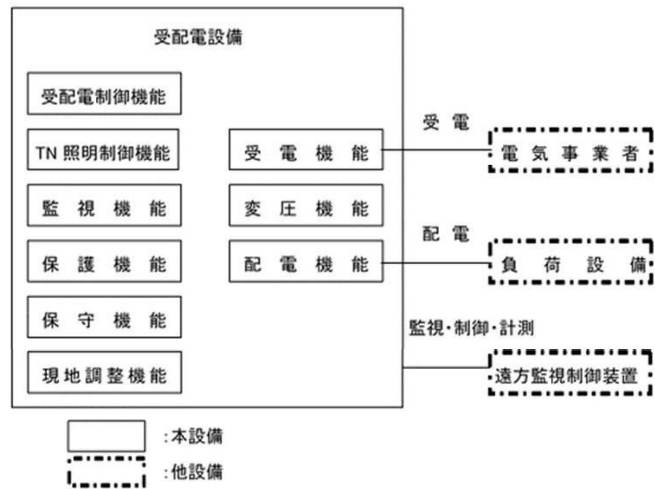 受配電設備
受配電制御機能
TN 照明制御機能
監視機能
保護機能
保守機能
現地調整機能
受電機能
変圧機能
配電機能
受電
電気事業者
配電
負荷設備
監視・制御・計測
遠方監視制御装置
:本設備
:他設備